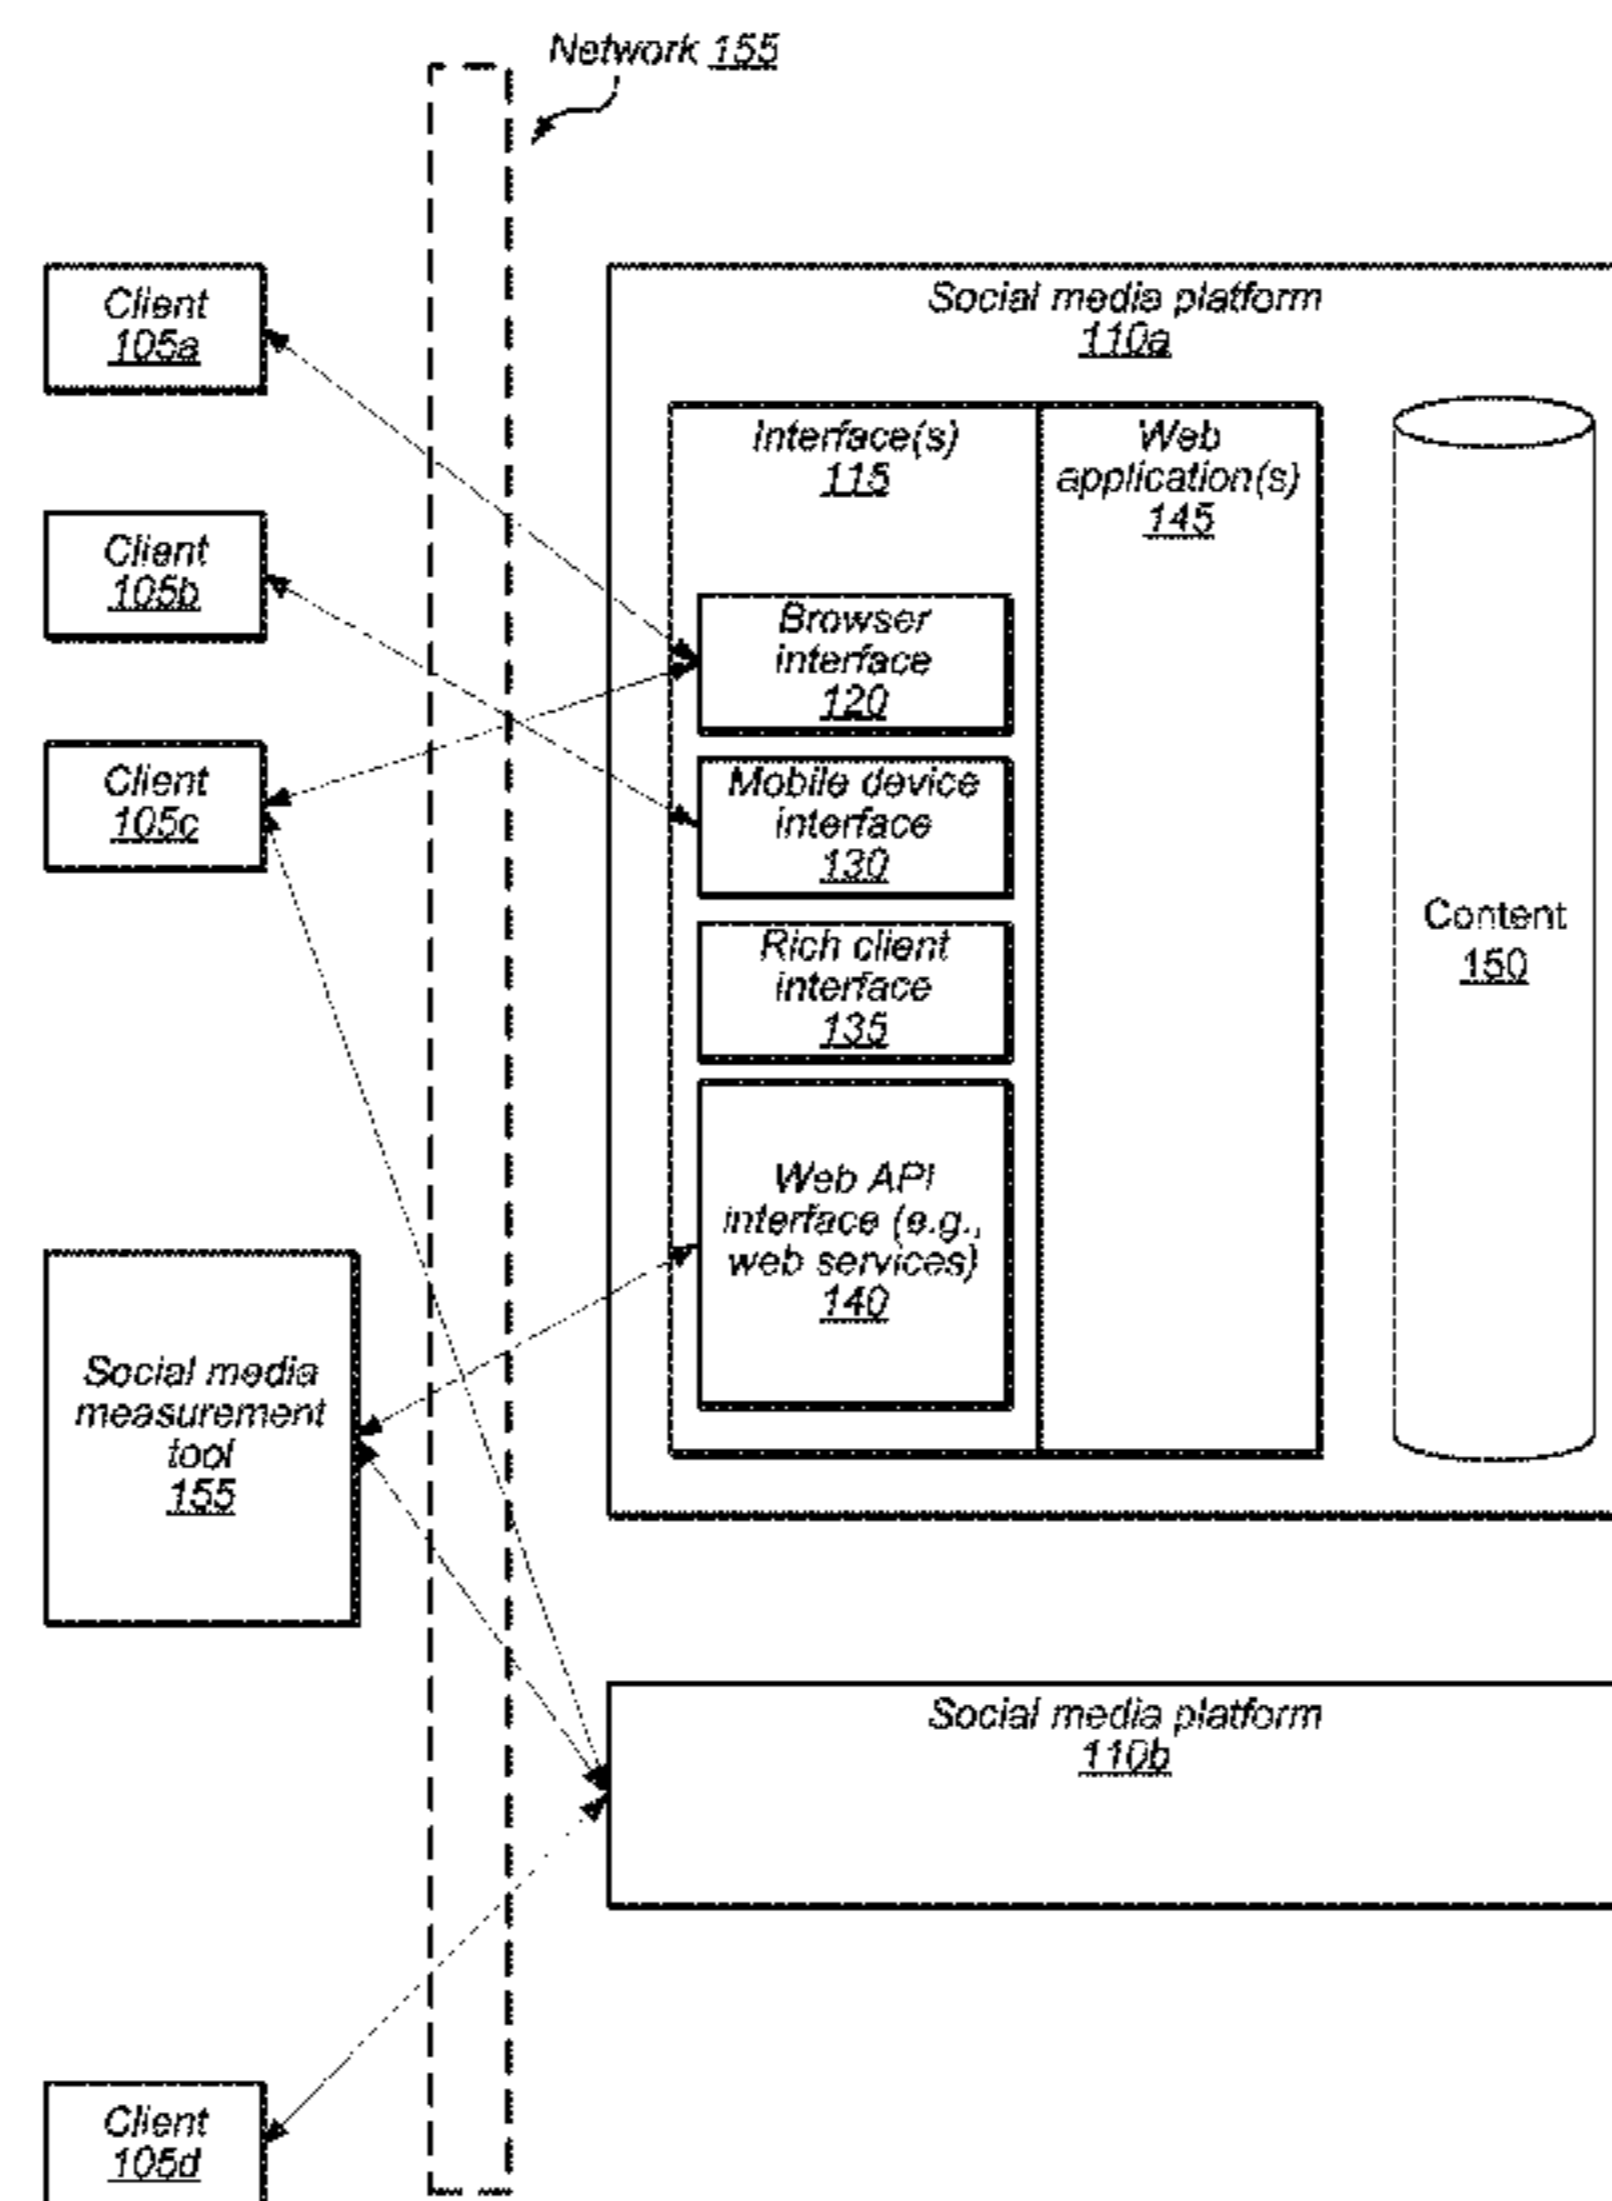 Network 155
Client
105a
Social media platform
110a
Interface(s)
115
Web
application(s)
145
Client
105b
Browser
interface
120
Client
105c
Mobile device
interface
130
Rich client
interface
135
Content
150
Web API
interface (e.g.,
web services)
140
Social media
measurement
tool
155
Social media platform
110b
Client
105d